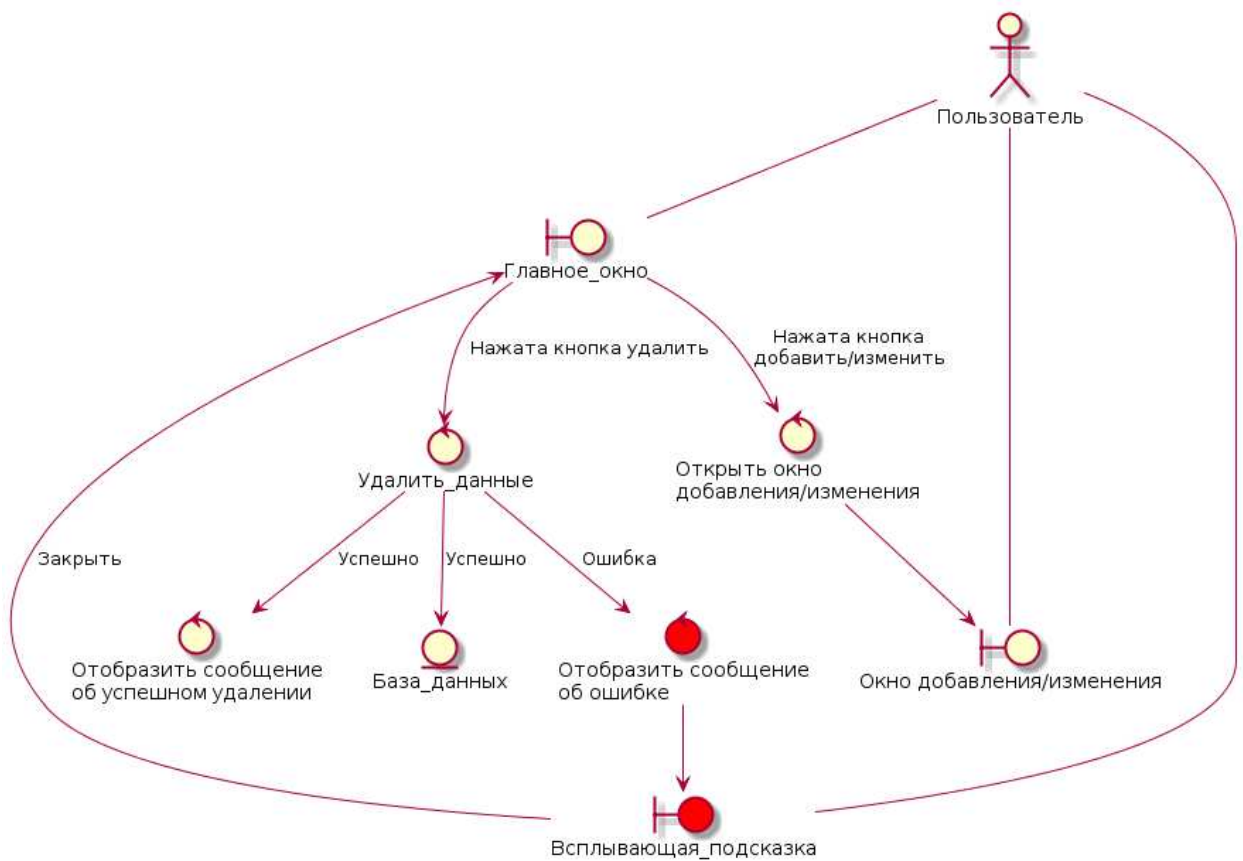 Пользователь
Главное_окно
Нажата кнопка удалить
Нажата кнопка
добавить/изменить
Удалить_данные
Открыть окно
добавления/изменения
Закрыть
Успешно
Успешно
Ошибка
Отобразить сообщение
об успешном удалении
База_данных
Отобразить сообщение
об ошибке
Окно добавления/изменения
Всплывающая_подсказка